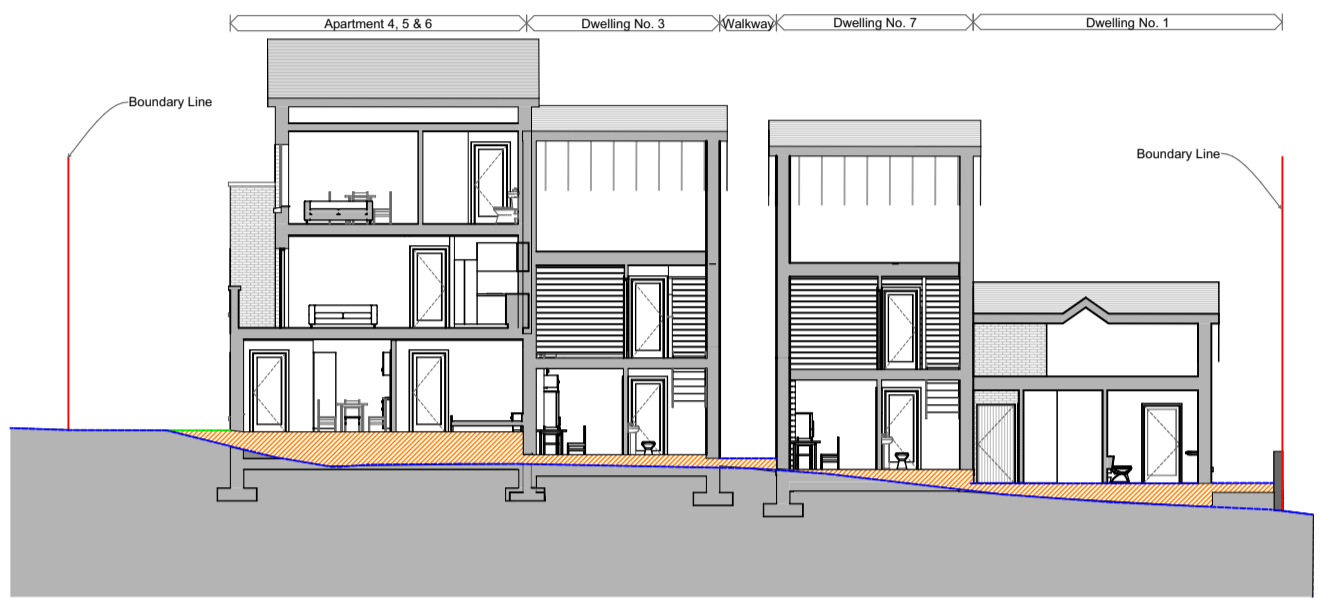 Apartment 4, 5 & 6
Dwelling No. 3
Walkway
Dwelling No. 7
Dwelling No. 1
Boundary Line
Boundary Line